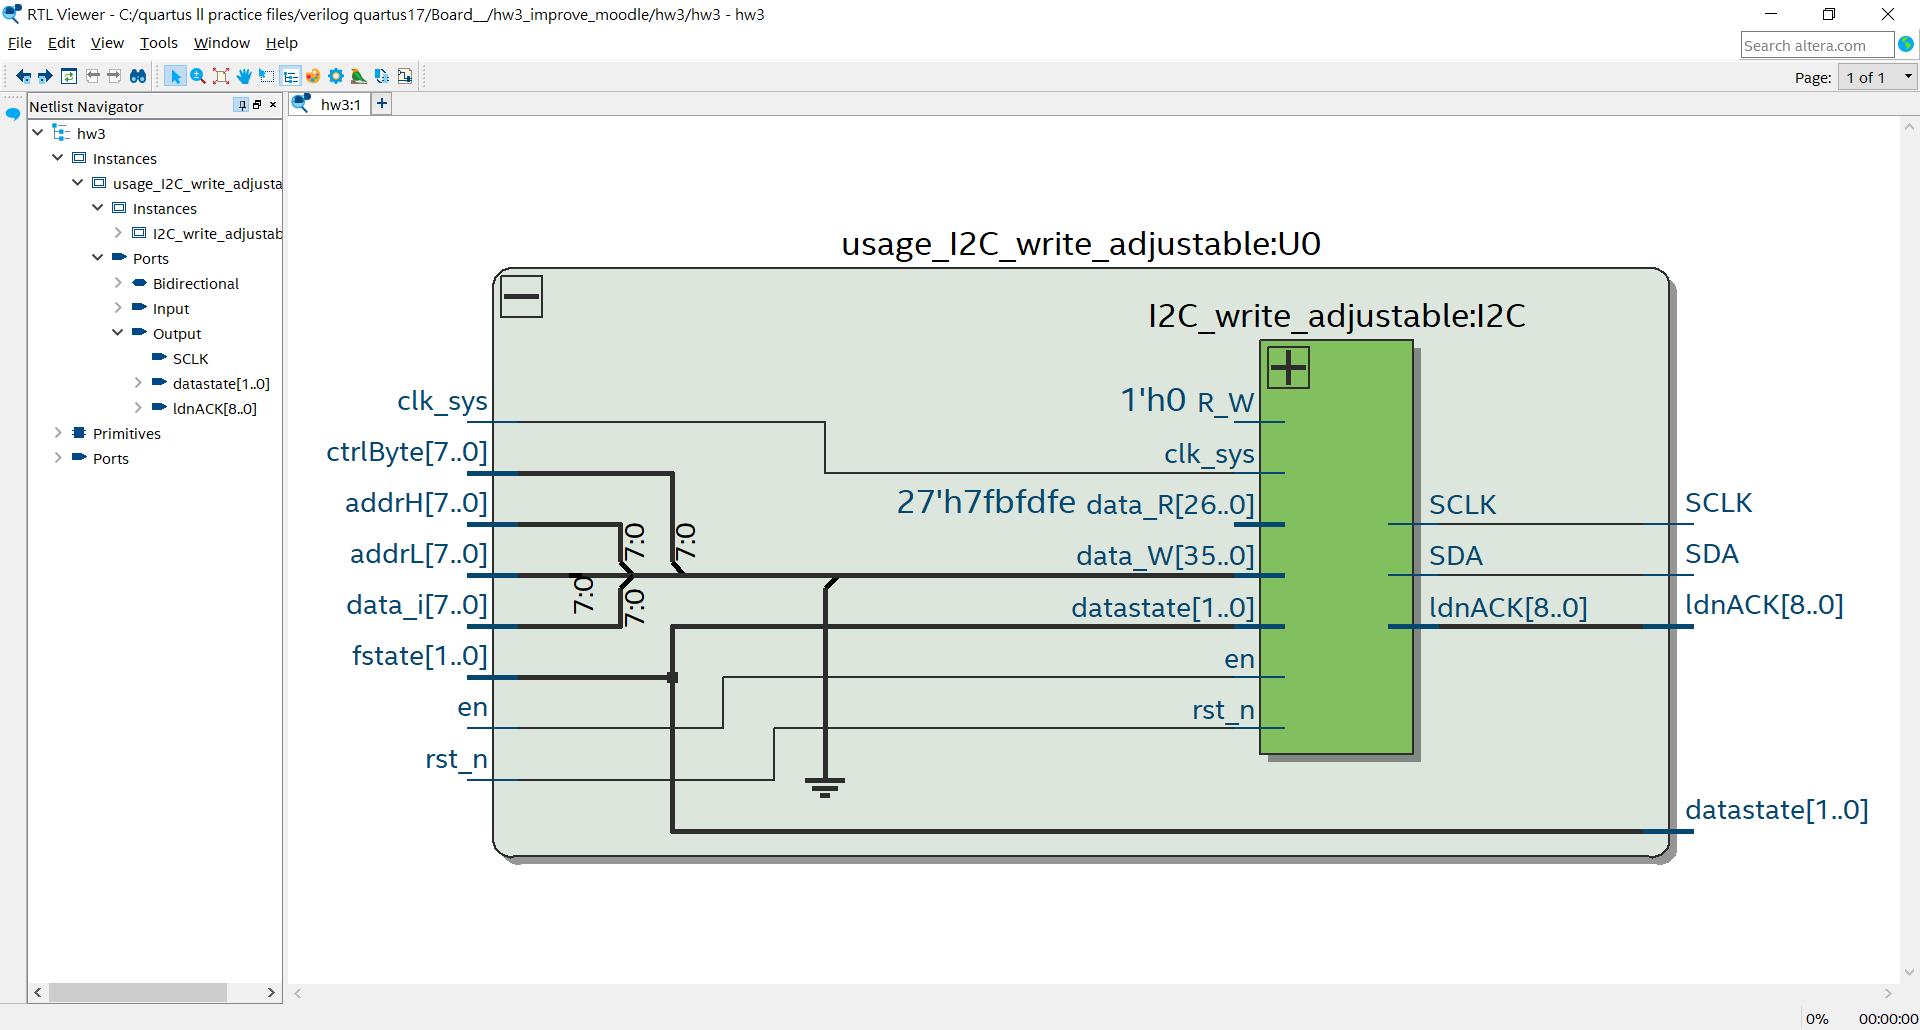 RTL Viewer - C:/quartus ll practice files/verilog quartus17/Board__/hw3_improve_moodle/hw3/hw3 - hw3
File Edit View Tools Window Help
Search altera.com
Page: 1 of 1
Netlist Navigator
hw3:1
hw3
Instances
usage_I2C_write_adjusta
Instances
I2C_write_adjustab
Ports
Bidirectional
Input
Output
SCLK
datastate[1..0]
ldnACK[8..0]
Primitives
Ports
usage_I2C_write_adjustable:U0
I2C_write_adjustable:I2C
clk_sys
ctrlByte[7..0]
addrH[7..0]
addrL[7..0]
data_i[7..0]
fstate[1..0]
en
rst_n
7:0
7:0
7:0
7:0
1'h0 R_W
clk_sys
27'h7fbfdfe data_R[26..0]
data_W[35..0]
datastate[1..0]
en
rst_n
SCLK
SDA
ldnACK[8..0]
SCLK
SDA
ldnACK[8..0]
datastate[1..0]
0% 00:00:00